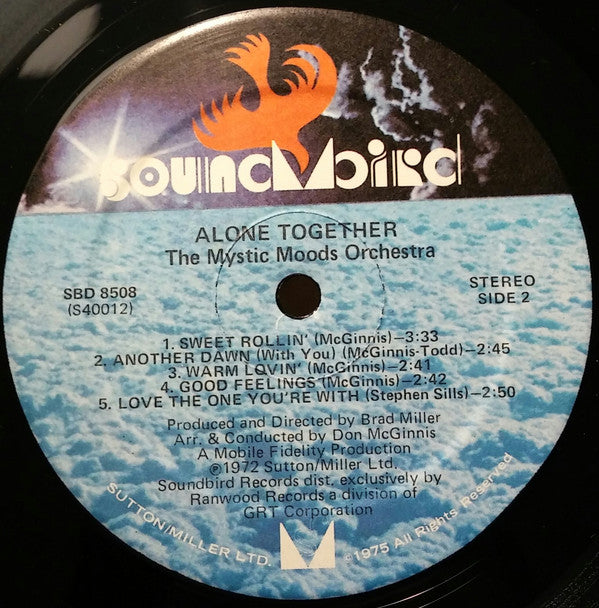 SOUNDbird
ALONE TOGETHER
The Mystic Moods Orchestra
SBD 8508
(S40012)
STEREO
SIDE 2
1. SWEET ROLLIN' (McGinnis)–3:33
2. ANOTHER DAWN (With You) (McGinnis-Todd)–2:45
3. WARM LOVIN' (McGinnis)–2:41
4. GOOD FEELINGS (McGinnis)–2:42
5. LOVE THE ONE YOU'RE WITH (Stephen Sills)–2:50
Produced and Directed by Brad Miller
Arr. & Conducted by Don McGinnis
A Mobile Fidelity Production
℗1972 Sutton/Miller Ltd.
Soundbird Records dist. exclusively by
Ranwood Records a division of
GRT Corporation
SUTTON/MILLER LTD.
M
©1975 All Rights Reserved